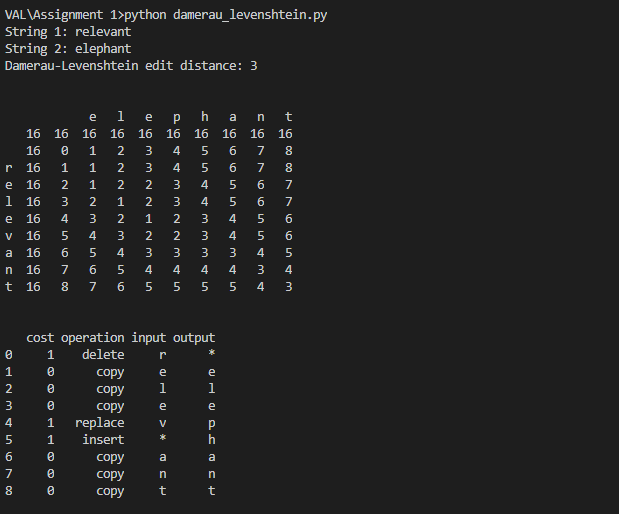 VAL\Assignment 1>python damerau_levenshtein.py
String 1: relevant
String 2: elephant
Damerau-Levenshtein edit distance: 3
e l e p h a n t
16 16 16 16 16 16 16 16 16 16
16 0 1 2 3 4 5 6 7 8
r 16 1 1 2 3 4 5 6 7 8
e 16 2 1 2 2 3 4 5 6 7
l 16 3 2 1 2 3 4 5 6 7
e 16 4 3 2 1 2 3 4 5 6
v 16 5 4 3 2 2 3 4 5 6
a 16 6 5 4 3 3 3 3 4 5
n 16 7 6 5 4 4 4 4 3 4
t 16 8 7 6 5 5 5 5 4 3
cost operation input output
0 1 delete r *
1 0 copy e e
2 0 copy l l
3 0 copy e e
4 1 replace v p
5 1 insert * h
6 0 copy a a
7 0 copy n n
8 0 copy t t